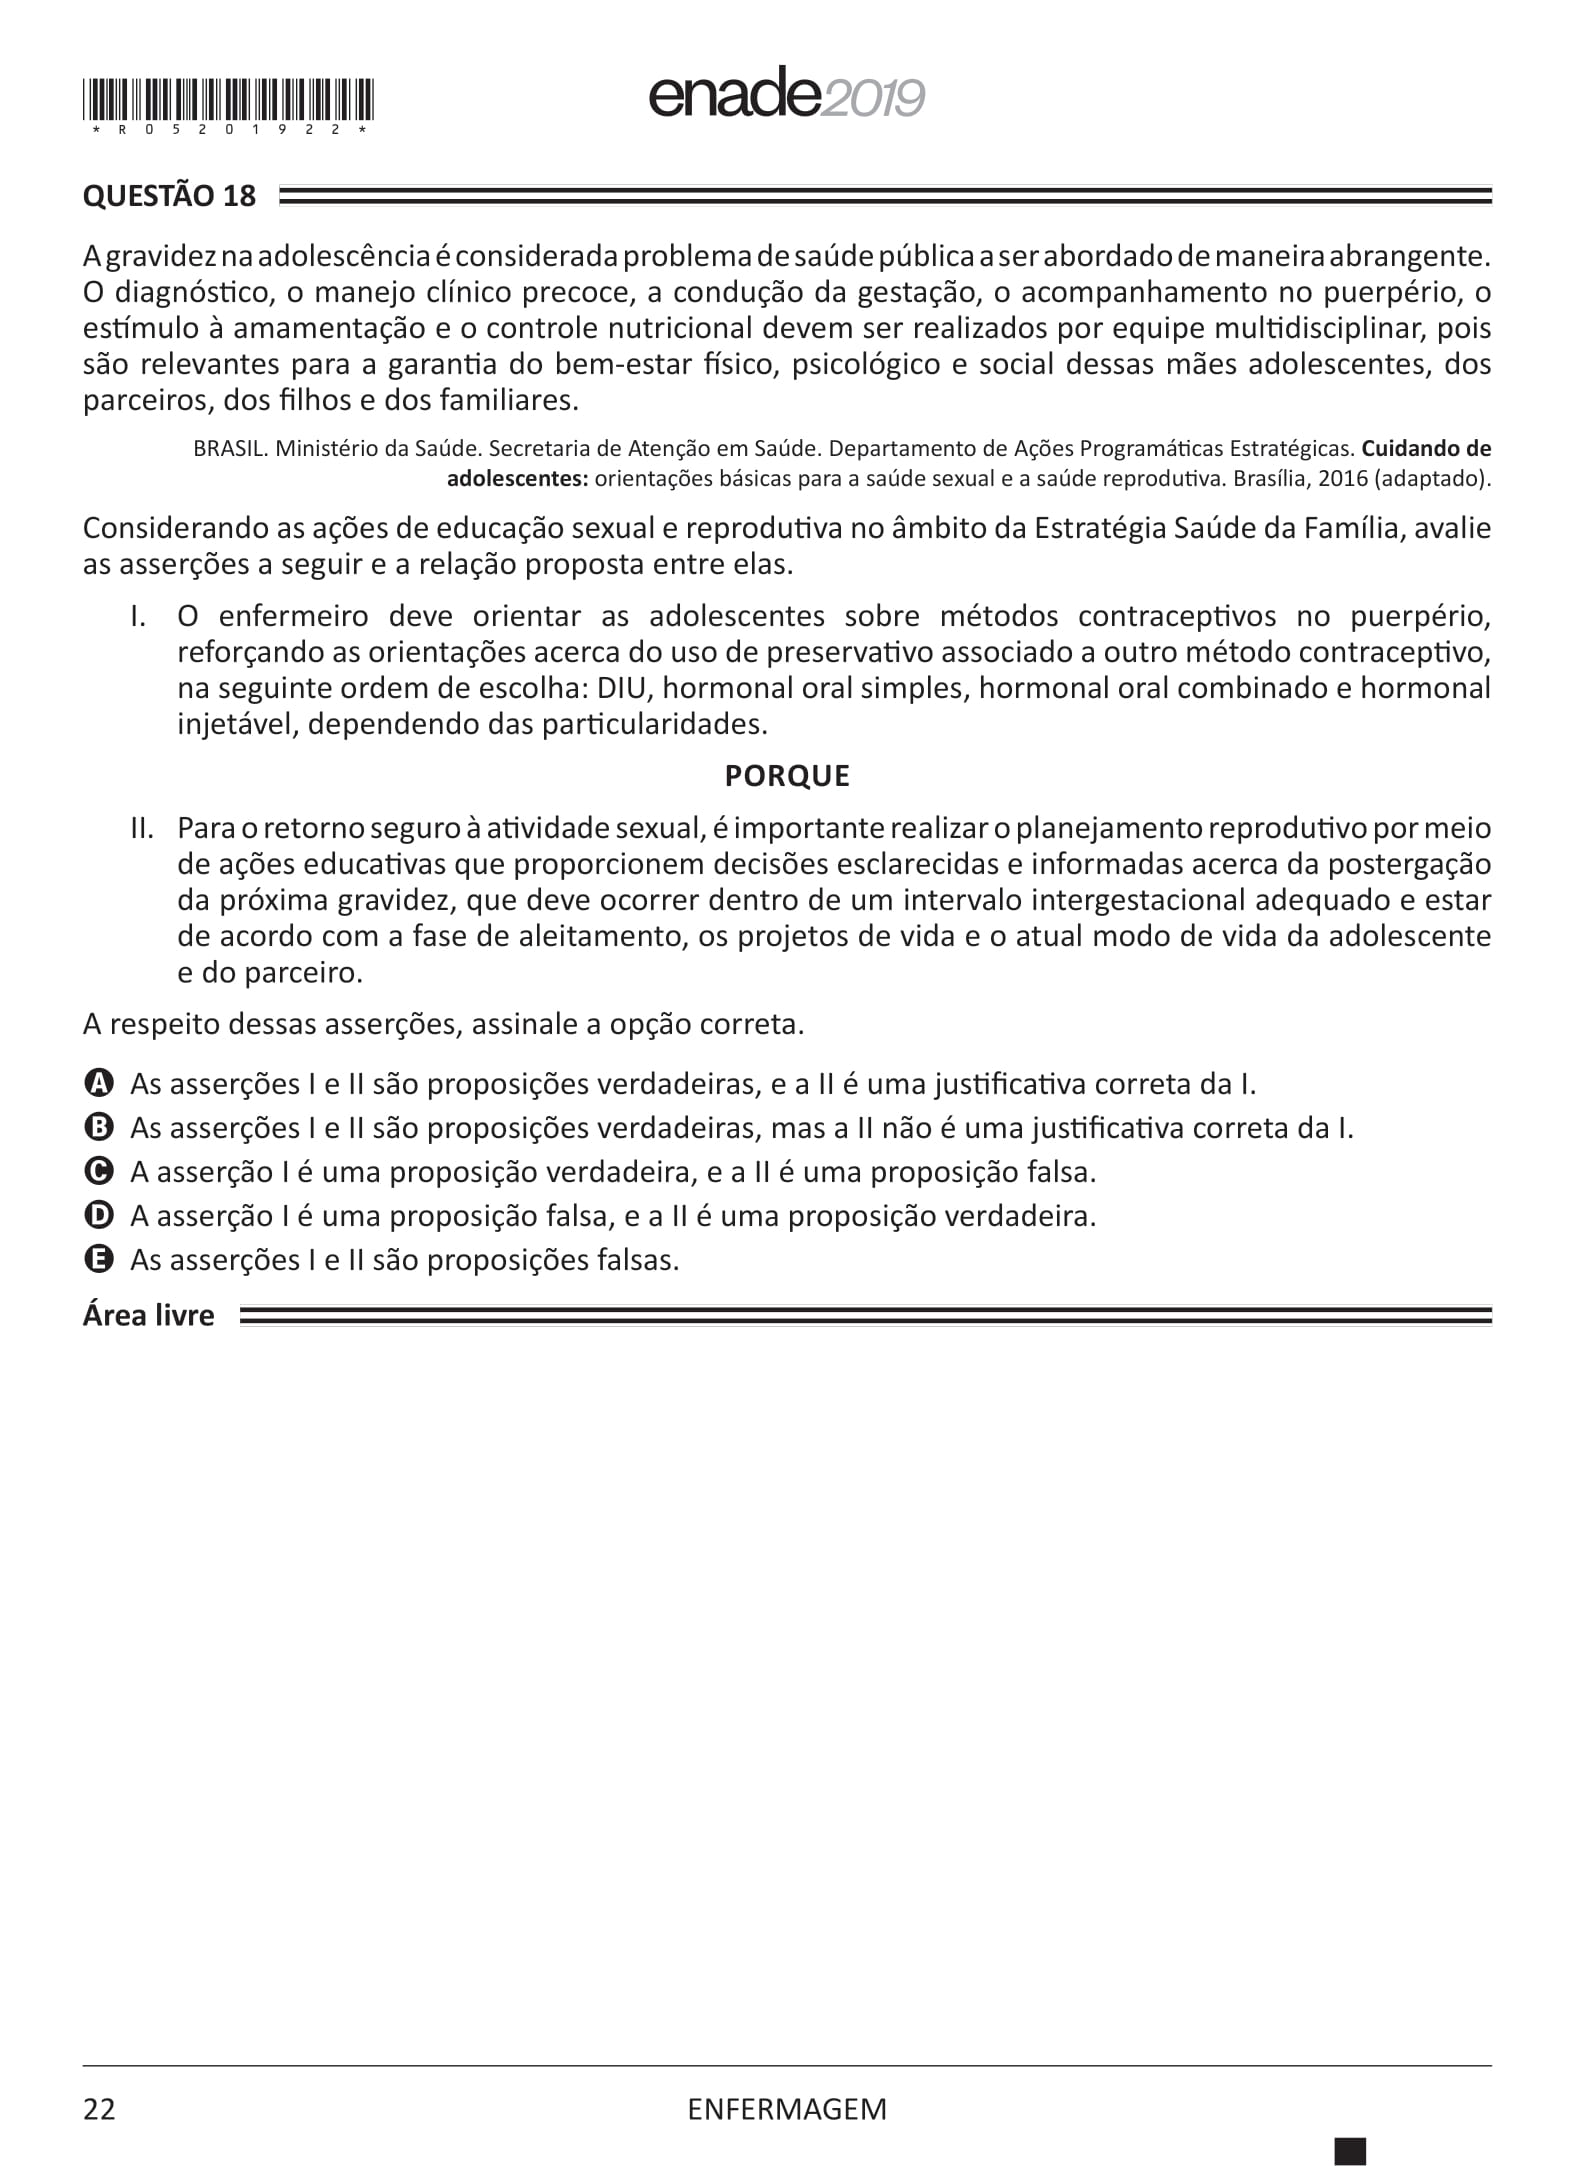 enade2019
*R05201922*
QUESTÃO 18
A gravidez na adolescência é considerada problema de saúde pública a ser abordado de maneira abrangente.
O diagnóstico, o manejo clínico precoce, a condução da gestação, o acompanhamento no puerpério, o
estímulo à amamentação e o controle nutricional devem ser realizados por equipe multidisciplinar, pois
são relevantes para a garantia do bem-estar físico, psicológico e social dessas mães adolescentes, dos
parceiros, dos filhos e dos familiares.
BRASIL. Ministério da Saúde. Secretaria de Atenção em Saúde. Departamento de Ações Programáticas Estratégicas. Cuidando de
adolescentes: orientações básicas para a saúde sexual e a saúde reprodutiva. Brasília, 2016 (adaptado).
Considerando as ações de educação sexual e reprodutiva no âmbito da Estratégia Saúde da Família, avalie
as asserções a seguir e a relação proposta entre elas.
I. O enfermeiro deve orientar as adolescentes sobre métodos contraceptivos no puerpério,
reforçando as orientações acerca do uso de preservativo associado a outro método contraceptivo,
na seguinte ordem de escolha: DIU, hormonal oral simples, hormonal oral combinado e hormonal
injetável, dependendo das particularidades.
PORQUE
II. Para o retorno seguro à atividade sexual, é importante realizar o planejamento reprodutivo por meio
de ações educativas que proporcionem decisões esclarecidas e informadas acerca da postergação
da próxima gravidez, que deve ocorrer dentro de um intervalo intergestacional adequado e estar
de acordo com a fase de aleitamento, os projetos de vida e o atual modo de vida da adolescente
e do parceiro.
A respeito dessas asserções, assinale a opção correta.
A As asserções I e II são proposições verdadeiras, e a II é uma justificativa correta da I.
B As asserções I e II são proposições verdadeiras, mas a II não é uma justificativa correta da I.
C A asserção I é uma proposição verdadeira, e a II é uma proposição falsa.
D A asserção I é uma proposição falsa, e a II é uma proposição verdadeira.
E As asserções I e II são proposições falsas.
Área livre
22
ENFERMAGEM